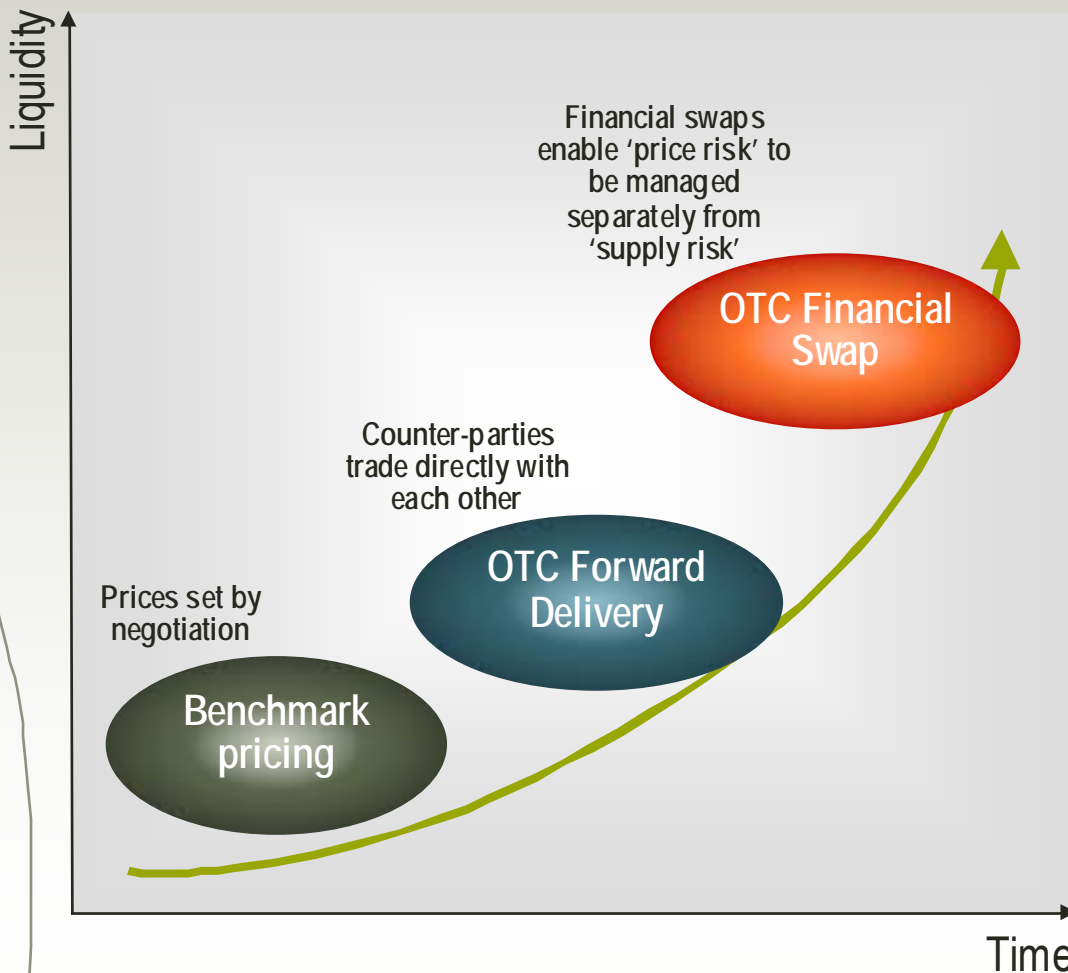 Liquidity
Financial swaps
enable ‘price risk’ to
be managed
separately from
‘supply risk’
OTC Financial
Swap
Counter-parties
trade directly with
each other
OTC Forward
Delivery
Prices set by
negotiation
Benchmark
pricing
Time